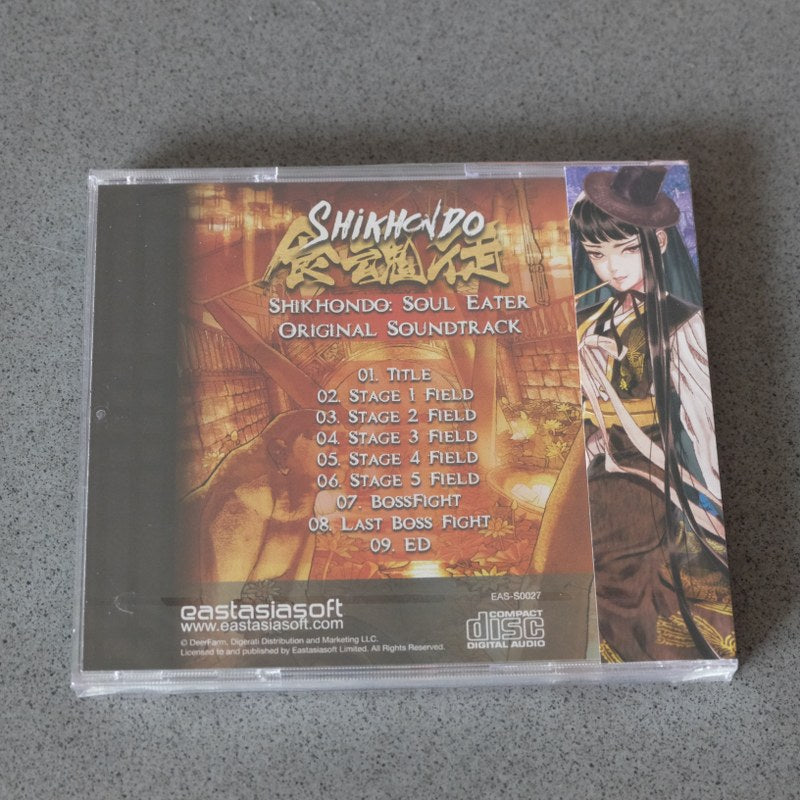 SHIKHONDO
食魂徒
SHIKHONDO: SOUL EATER
ORIGINAL SOUNDTRACK
01. TITLE
02. STAGE 1 FIELD
03. STAGE 2 FIELD
04. STAGE 3 FIELD
05. STAGE 4 FIELD
06. STAGE 5 FIELD
07. BOSSFIGHT
08. LAST BOSS FIGHT
09. ED
EAS-S0027
eastasiasoft
www.eastasiasoft.com
COMPACT
disc
DIGITAL AUDIO
© DeerFarm, Digerati Distribution and Marketing LLC.
Licensed to and published by Eastasiasoft Limited. All Rights Reserved.